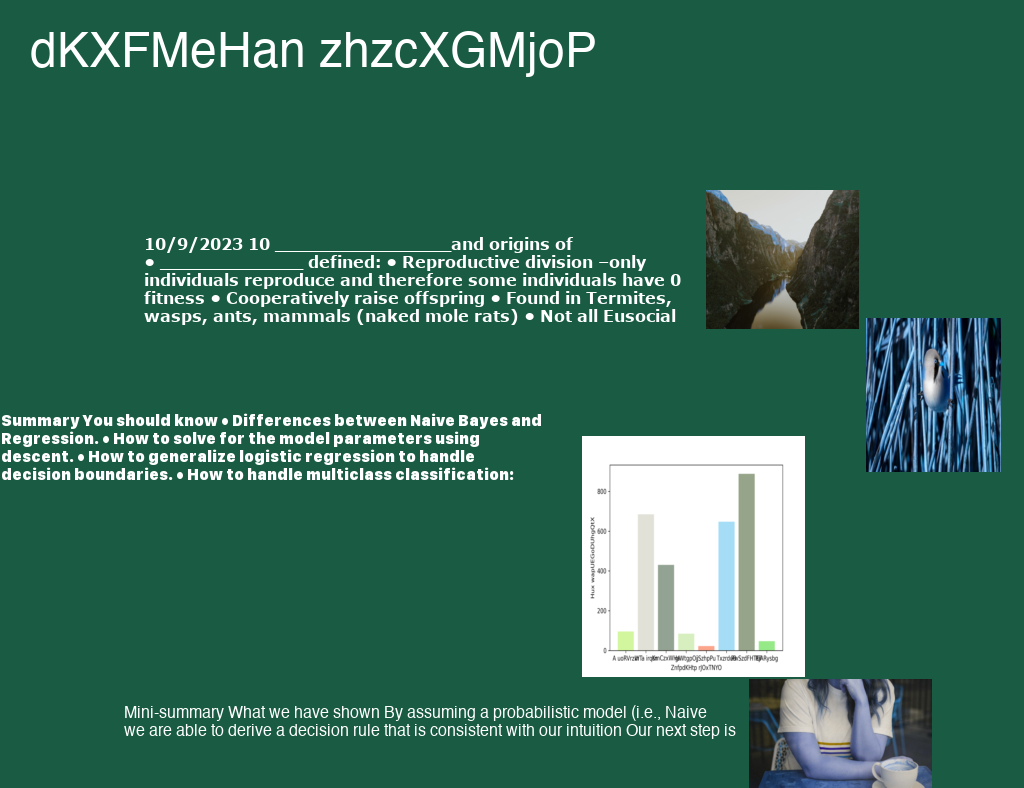 dKXFMeHan zhzcXGMjoP
10/9/2023 10 ____________________and origins of
● ________________ defined: ● Reproductive division –only
individuals reproduce and therefore some individuals have 0
fitness ● Cooperatively raise offspring ● Found in Termites,
wasps, ants, mammals (naked mole rats) ● Not all Eusocial
Summary You should know ● Differences between Naive Bayes and
Regression. ● How to solve for the model parameters using
descent. ● How to generalize logistic regression to handle
decision boundaries. ● How to handle multiclass classification:
800
600
400
200
0
Mini-summary What we have shown By assuming a probabilistic model (i.e., Naive
we are able to derive a decision rule that is consistent with our intuition Our next step is